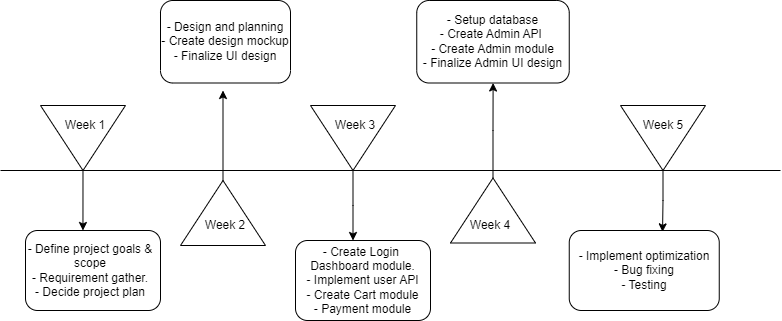 - Design and planning
- Create design mockup
- Finalize UI design
- Setup database
- Create Admin API
- Create Admin module
- Finalize Admin UI design
Week 1
Week 3
Week 5
Week 2
Week 4
- Define project goals &
scope
- Requirement gather.
- Decide project plan
- Create Login
Dashboard module.
- Implement user API
- Create Cart module
- Payment module
- Implement optimization
- Bug fixing
- Testing